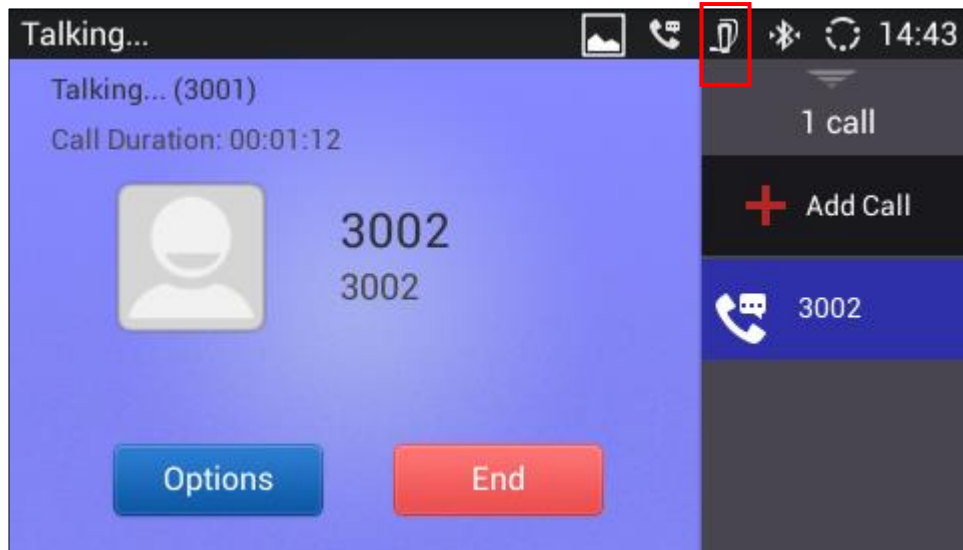 Talking...
14:43
Talking... (3001)
Call Duration: 00:01:12
3002
3002
Options
End
1 call
Add Call
3002